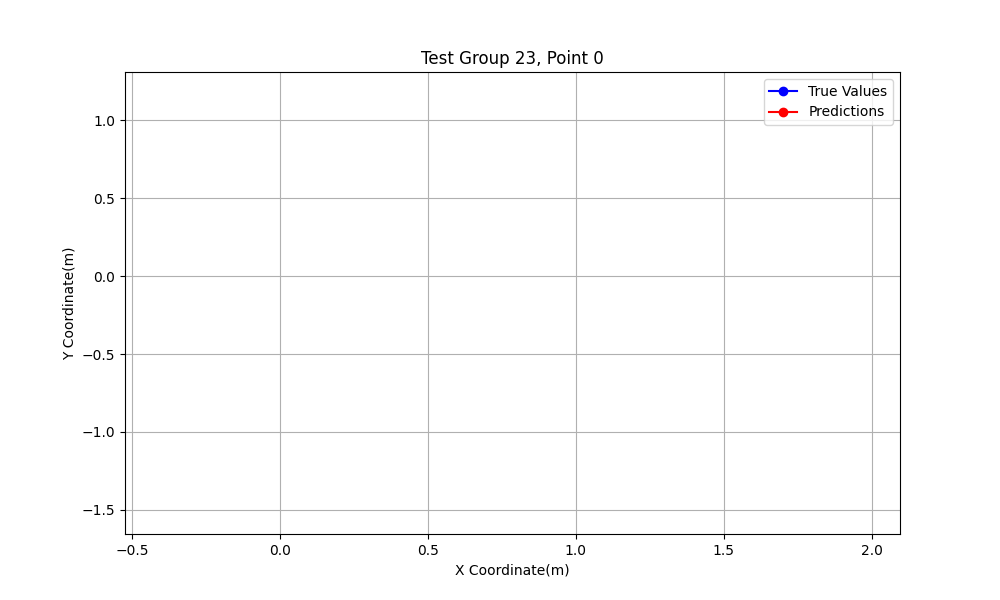 Test Group 23, Point 0
True Values
Predictions
1.0
0.5
0.0
−0.5
−1.0
−1.5
Y Coordinate(m)
−0.5 0.0 0.5 1.0 1.5 2.0
X Coordinate(m)